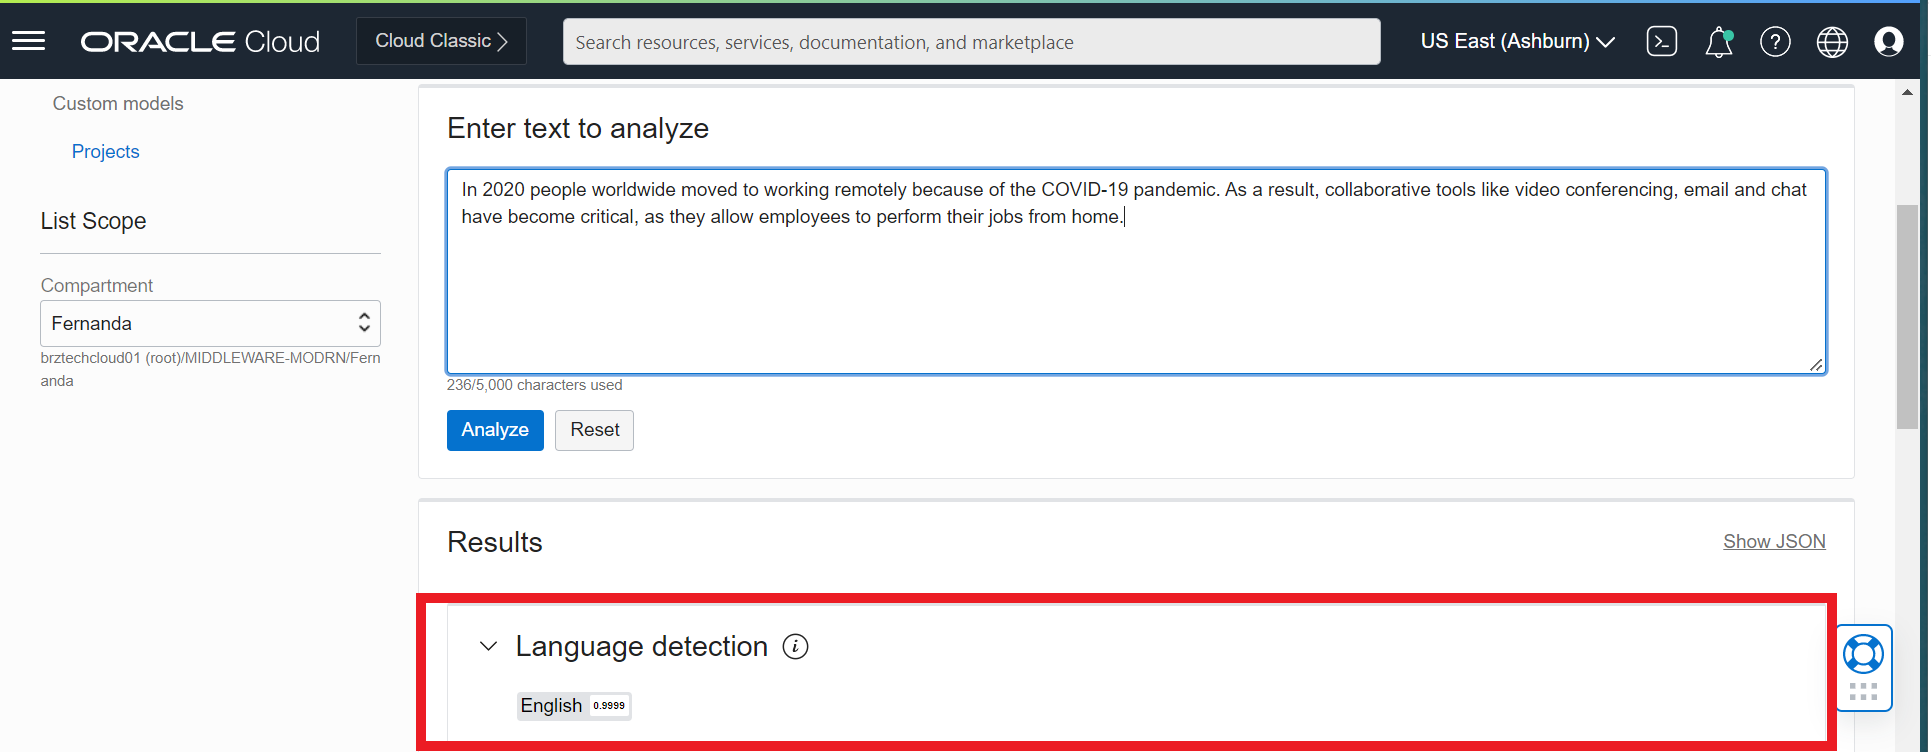 ORACLE Cloud
Cloud Classic
Search resources, services, documentation, and marketplace
US East (Ashburn)
Custom models
Projects
List Scope
Compartment
Fernanda
brztechcloud01 (root)/MIDDLEWARE-MODRN/Fern
anda
Enter text to analyze
In 2020 people worldwide moved to working remotely because of the COVID-19 pandemic. As a result, collaborative tools like video conferencing, email and chat
have become critical, as they allow employees to perform their jobs from home.
236/5,000 characters used
Analyze
Reset
Results
Show JSON
Language detection
English 0.9999